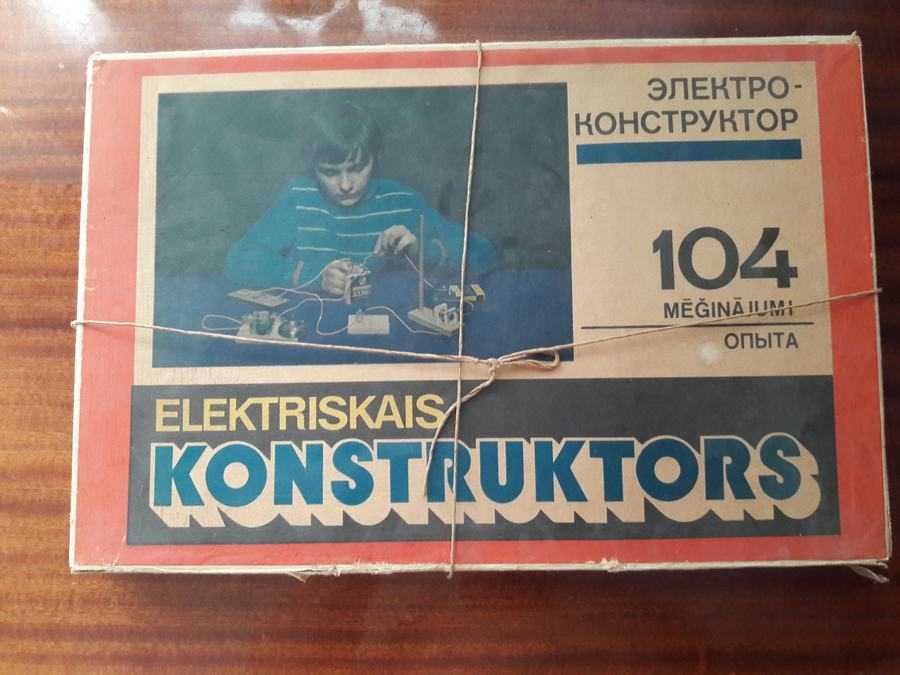 ЭЛЕКТРО-
КОНСТРУКТОР
104
MĒĢINĀJUMI
ОПЫТА
ELEKTRISKAIS
KONSTRUKTORS